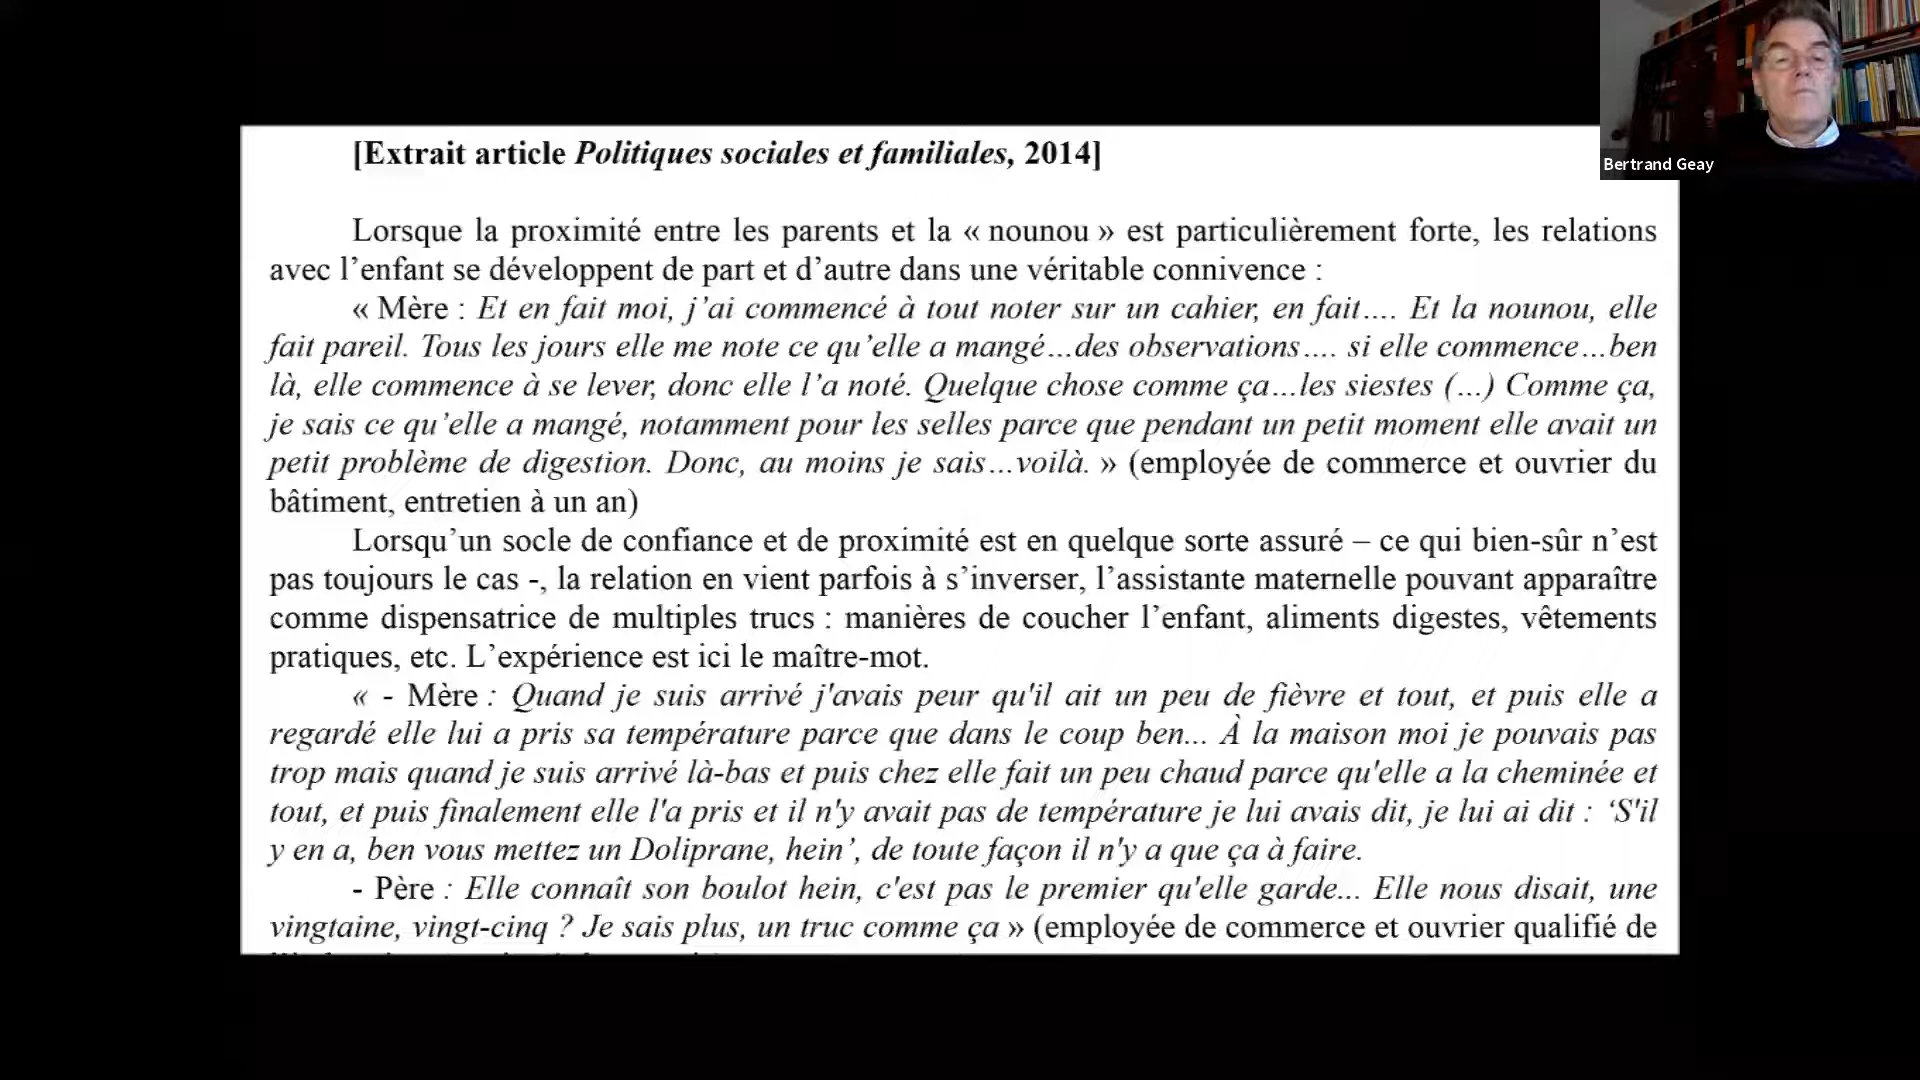 [Extrait article Politiques sociales et familiales, 2014]
Bertrand Geay
Lorsque la proximité entre les parents et la « nounou » est particulièrement forte, les relations
avec l’enfant se développent de part et d’autre dans une véritable connivence :
« Mère : Et en fait moi, j’ai commencé à tout noter sur un cahier, en fait…. Et la nounou, elle
fait pareil. Tous les jours elle me note ce qu’elle a mangé…des observations…. si elle commence…ben
là, elle commence à se lever, donc elle l’a noté. Quelque chose comme ça…les siestes (…) Comme ça,
je sais ce qu’elle a mangé, notamment pour les selles parce que pendant un petit moment elle avait un
petit problème de digestion. Donc, au moins je sais…voilà. » (employée de commerce et ouvrier du
bâtiment, entretien à un an)
Lorsqu’un socle de confiance et de proximité est en quelque sorte assuré – ce qui bien-sûr n’est
pas toujours le cas -, la relation en vient parfois à s’inverser, l’assistante maternelle pouvant apparaître
comme dispensatrice de multiples trucs : manières de coucher l’enfant, aliments digestes, vêtements
pratiques, etc. L’expérience est ici le maître-mot.
« - Mère : Quand je suis arrivé j'avais peur qu'il ait un peu de fièvre et tout, et puis elle a
regardé elle lui a pris sa température parce que dans le coup ben... À la maison moi je pouvais pas
trop mais quand je suis arrivé là-bas et puis chez elle fait un peu chaud parce qu'elle a la cheminée et
tout, et puis finalement elle l'a pris et il n'y avait pas de température je lui avais dit, je lui ai dit : ‘S'il
y en a, ben vous mettez un Doliprane, hein’, de toute façon il n'y a que ça à faire.
- Père : Elle connaît son boulot hein, c'est pas le premier qu'elle garde... Elle nous disait, une
vingtaine, vingt-cinq ? Je sais plus, un truc comme ça » (employée de commerce et ouvrier qualifié de